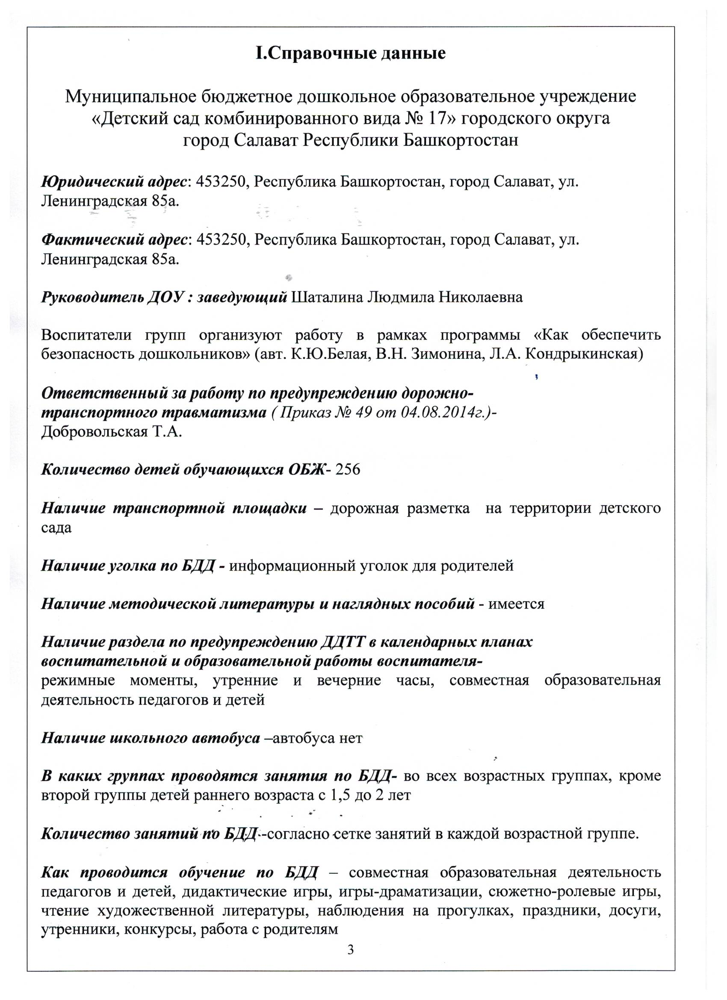 I.Справочные данные
Муниципальное бюджетное дошкольное образовательное учреждение
«Детский сад комбинированного вида № 17» городского округа
город Салават Республики Башкортостан
Юридический адрес: 453250, Республика Башкортостан, город Салават, ул.
Ленинградская 85а.
Фактический адрес: 453250, Республика Башкортостан, город Салават, ул.
Ленинградская 85а.
Руководитель ДОУ : заведующий Шаталина Людмила Николаевна
Воспитатели групп организуют работу в рамках программы «Как обеспечить
безопасность дошкольников» (авт. К.Ю.Белая, В.Н. Зимонина, Л.А. Кондрыкинская)
Ответственный за работу по предупреждению дорожно-
транспортного травматизма ( Приказ № 49 от 04.08.2014г.)-
Добровольская Т.А.
Количество детей обучающихся ОБЖ- 256
Наличие транспортной площадки – дорожная разметка на территории детского
сада
Наличие уголка по БДД - информационный уголок для родителей
Наличие методической литературы и наглядных пособий - имеется
Наличие раздела по предупреждению ДДТТ в календарных планах
воспитательной и образовательной работы воспитателя-
режимные моменты, утренние и вечерние часы, совместная образовательная
деятельность педагогов и детей
Наличие школьного автобуса –автобуса нет
В каких группах проводятся занятия по БДД- во всех возрастных группах, кроме
второй группы детей раннего возраста с 1,5 до 2 лет
Количество занятий по БДД--согласно сетке занятий в каждой возрастной группе.
Как проводится обучение по БДД – совместная образовательная деятельность
педагогов и детей, дидактические игры, игры-драматизации, сюжетно-ролевые игры,
чтение художественной литературы, наблюдения на прогулках, праздники, досуги,
утренники, конкурсы, работа с родителям
3